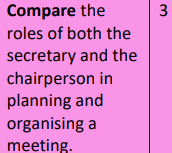 Compare the
roles of both the
secretary and the
chairperson in
planning and
organising a
meeting.
3